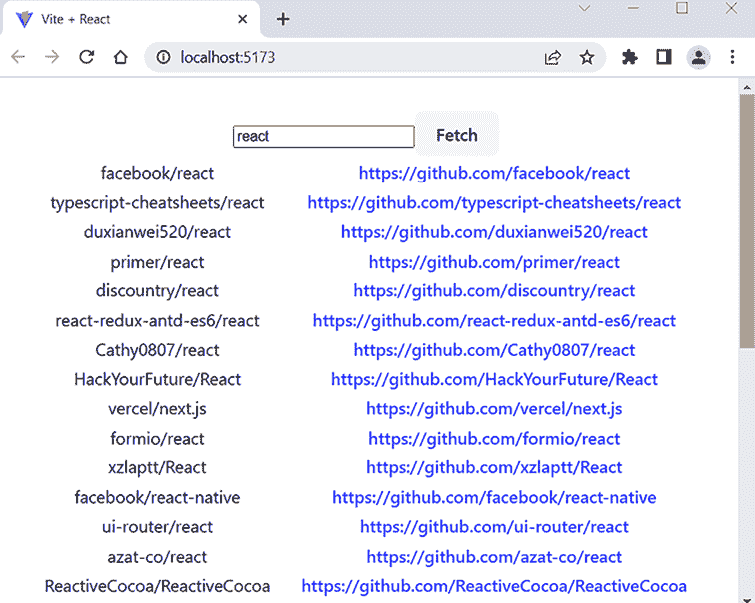 Vite + React
localhost:5173
react Fetch
facebook/react https://github.com/facebook/react
typescript-cheatsheets/react https://github.com/typescript-cheatsheets/react
duxianwei520/react https://github.com/duxianwei520/react
primer/react https://github.com/primer/react
discountry/react https://github.com/discountry/react
react-redux-antd-es6/react https://github.com/react-redux-antd-es6/react
Cathy0807/react https://github.com/Cathy0807/react
HackYourFuture/React https://github.com/HackYourFuture/React
vercel/next.js https://github.com/vercel/next.js
formio/react https://github.com/formio/react
xzlaptt/React https://github.com/xzlaptt/React
facebook/react-native https://github.com/facebook/react-native
ui-router/react https://github.com/ui-router/react
azat-co/react https://github.com/azat-co/react
ReactiveCocoa/ReactiveCocoa https://github.com/ReactiveCocoa/ReactiveCocoa